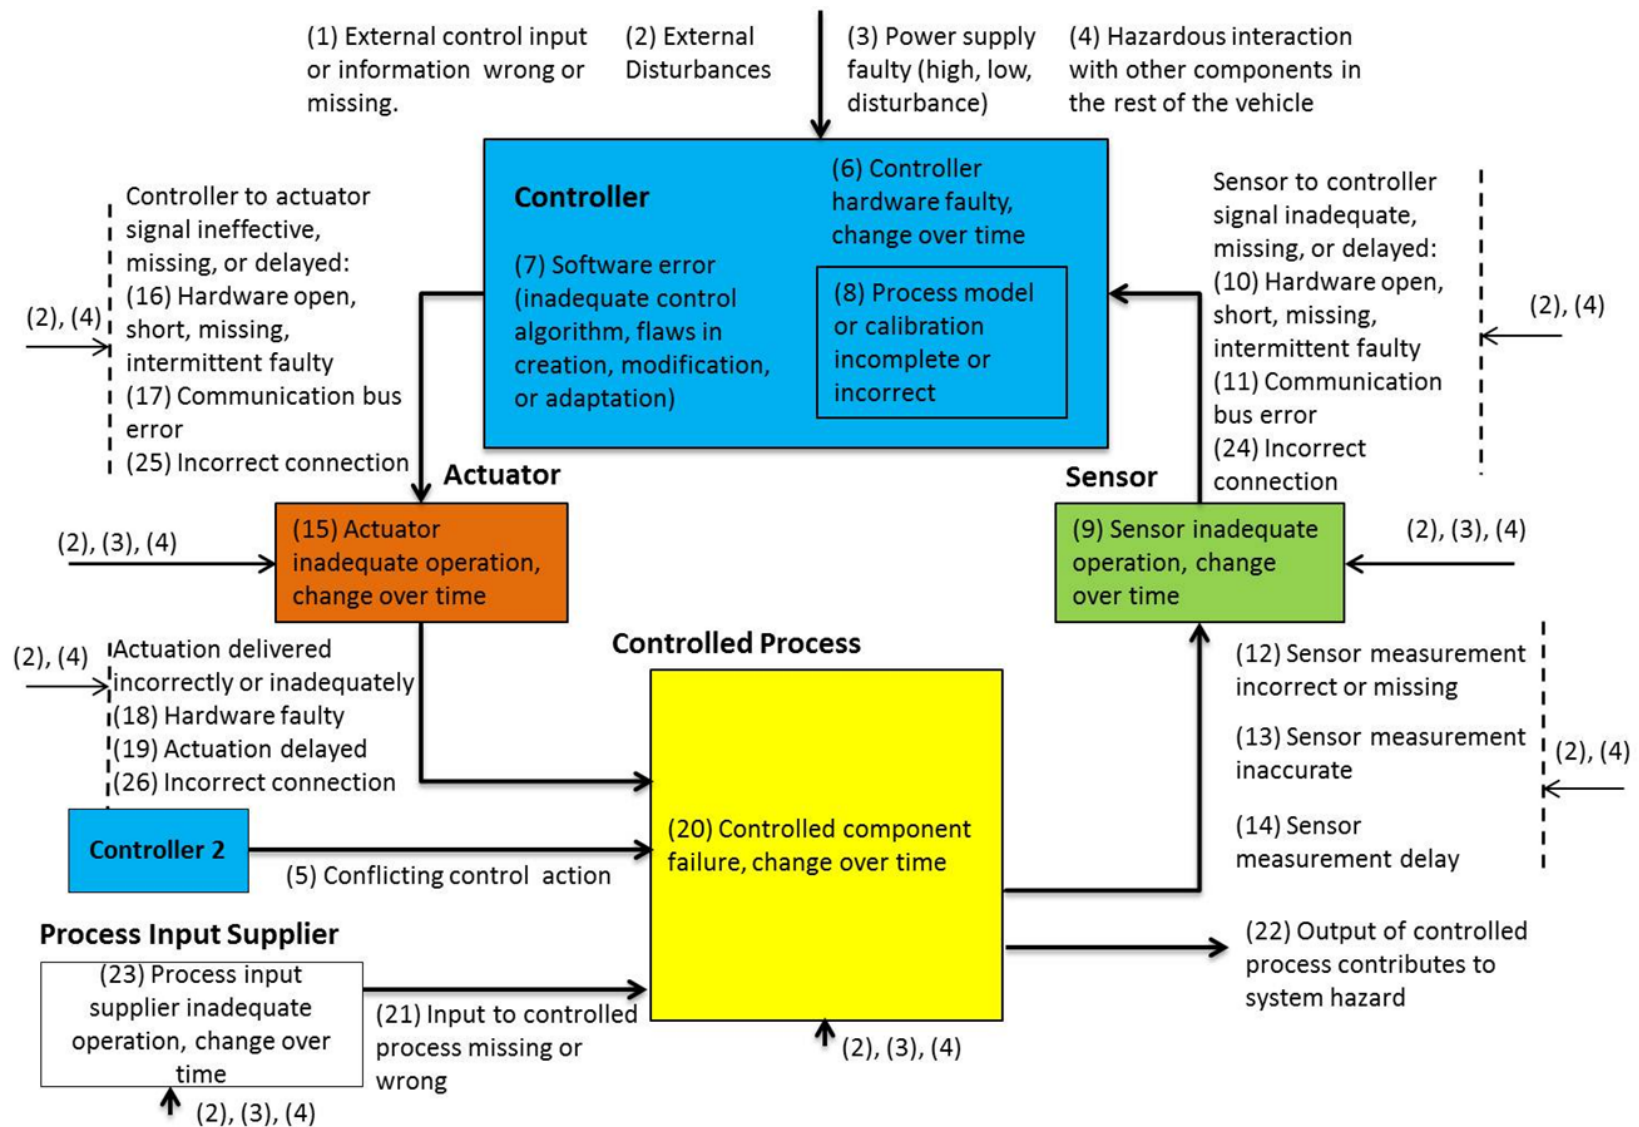 (1) External control input
or information wrong or
missing.
(2) External
Disturbances
(3) Power supply
faulty (high, low,
disturbance)
(4) Hazardous interaction
with other components in
the rest of the vehicle
Controller
(6) Controller
hardware faulty,
change over time
(7) Software error
(inadequate control
algorithm, flaws in
creation, modification,
or adaptation)
(8) Process model
or calibration
incomplete or
incorrect
Controller to actuator
signal ineffective,
missing, or delayed:
(16) Hardware open,
short, missing,
intermittent faulty
(17) Communication bus
error
(25) Incorrect connection
(2), (4)
Sensor to controller
signal inadequate,
missing, or delayed:
(10) Hardware open,
short, missing,
intermittent faulty
(11) Communication
bus error
(24) Incorrect
connection
(2), (4)
Actuator
(15) Actuator
inadequate operation,
change over time
(2), (3), (4)
Sensor
(9) Sensor inadequate
operation, change
over time
(2), (3), (4)
(2), (4)
Actuation delivered
incorrectly or inadequately
(18) Hardware faulty
(19) Actuation delayed
(26) Incorrect connection
Controlled Process
(20) Controlled component
failure, change over time
(2), (3), (4)
(12) Sensor measurement
incorrect or missing
(13) Sensor measurement
inaccurate
(14) Sensor
measurement delay
(2), (4)
Controller 2
(5) Conflicting control action
Process Input Supplier
(23) Process input
supplier inadequate
operation, change over
time
(2), (3), (4)
(21) Input to controlled
process missing or
wrong
(22) Output of controlled
process contributes to
system hazard